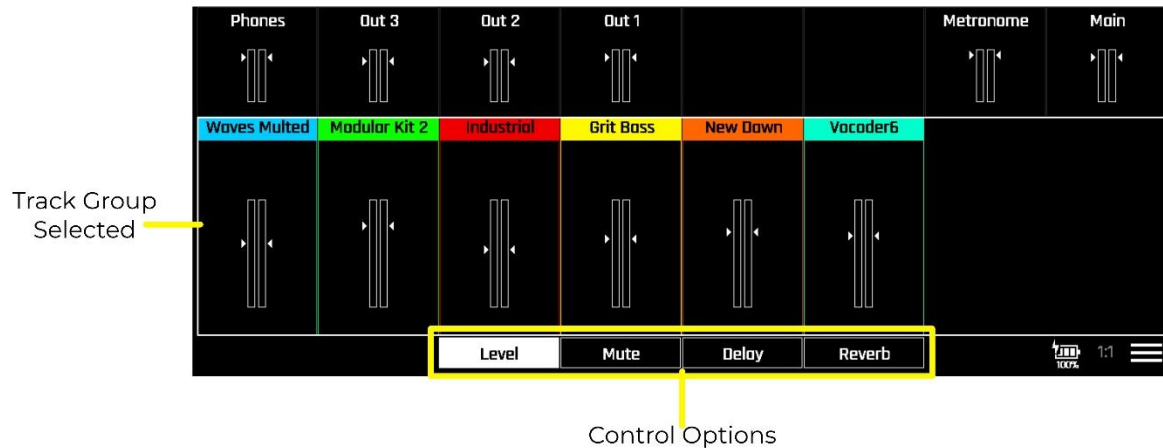 Phones Out 3 Out 2 Out 1 Metronome Main
Waves Multed Modular Kit 2 Industrial Grit Bass New Dawn Vocoder6
Track Group
Selected
Level Mute Delay Reverb
100% 1:1
Control Options